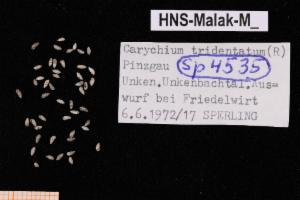 HNS-Malak-M_
Carychium tridentatum (R)
Pinzgau
Sp 4535
Unken.Unkenbachtal.Aus=
wurf bei Friedelwirt
6.6.1972/17 SPERLING